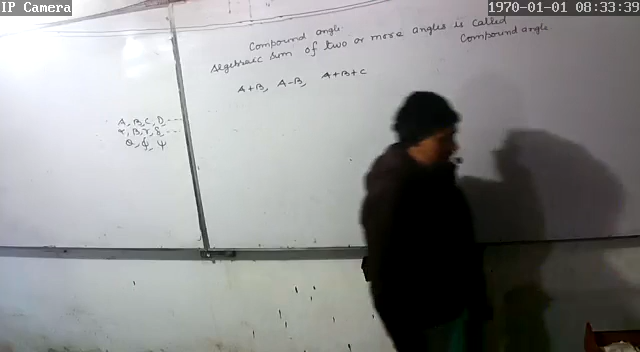 IP Camera
1970-01-01 08:33:39
Compound angle.
Algebraic sum of two or more angles is called
Compound angle.
A+B, A-B, A+B+C
A, B, C, D, ----
α, β, γ, δ ----
θ, ϕ, ψ